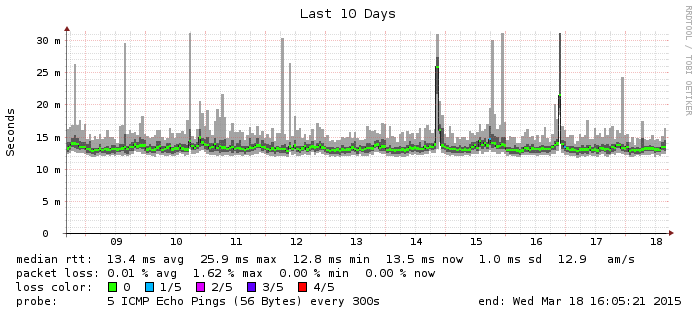 Last 10 Days
RRDTOOL / TOBI OETIKER
Seconds
30 m
25 m
20 m
15 m
10 m
5 m
0
09 10 11 12 13 14 15 16 17 18
median rtt: 13.4 ms avg 25.9 ms max 12.8 ms min 13.5 ms now 1.0 ms sd 12.9 am/s
packet loss: 0.01 % avg 1.62 % max 0.00 % min 0.00 % now
loss color: 0 1/5 2/5 3/5 4/5
probe: 5 ICMP Echo Pings (56 Bytes) every 300s end: Wed Mar 18 16:05:21 2015